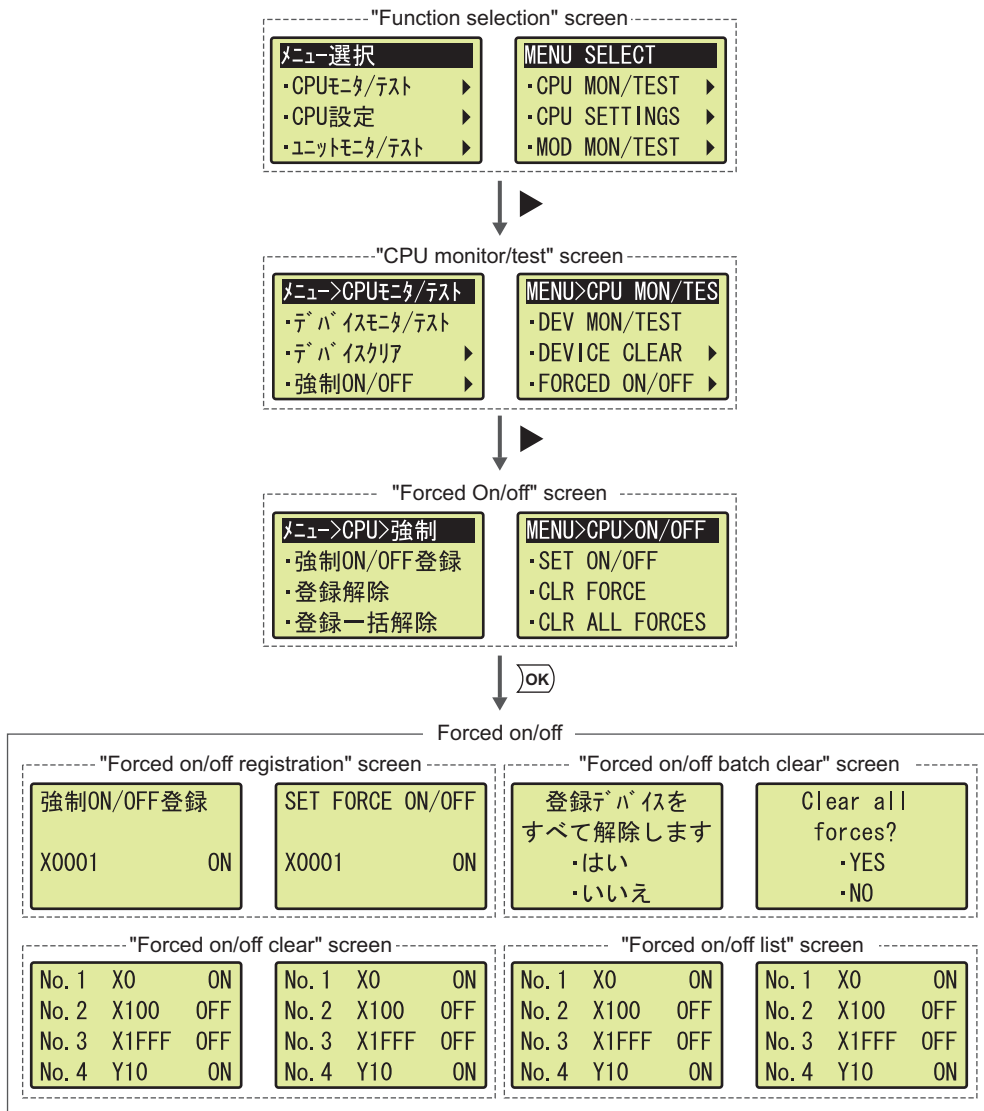 "Function selection" screen
メニュー選択
・CPUモニタ/テスト ▶
・CPU設定 ▶
・ユニットモニタ/テスト ▶
MENU SELECT
・CPU MON/TEST ▶
・CPU SETTINGS ▶
・MOD MON/TEST ▶
"CPU monitor/test" screen
メニュー>CPUモニタ/テスト
・デバイスモニタ/テスト
・デバイスクリア ▶
・強制ON/OFF ▶
MENU>CPU MON/TES
・DEV MON/TEST
・DEVICE CLEAR ▶
・FORCED ON/OFF ▶
"Forced On/off" screen
メニュー>CPU>強制
・強制ON/OFF登録
・登録解除
・登録一括解除
MENU>CPU>ON/OFF
・SET ON/OFF
・CLR FORCE
・CLR ALL FORCES
OK
Forced on/off
"Forced on/off registration" screen
強制ON/OFF登録
X0001 ON
SET FORCE ON/OFF
X0001 ON
"Forced on/off batch clear" screen
登録デバイスを
すべて解除します
・はい
・いいえ
Clear all
forces?
・YES
・NO
"Forced on/off clear" screen
No.1 X0 ON
No.2 X100 OFF
No.3 X1FFF OFF
No.4 Y10 ON
No.1 X0 ON
No.2 X100 OFF
No.3 X1FFF OFF
No.4 Y10 ON
"Forced on/off list" screen
No.1 X0 ON
No.2 X100 OFF
No.3 X1FFF OFF
No.4 Y10 ON
No.1 X0 ON
No.2 X100 OFF
No.3 X1FFF OFF
No.4 Y10 ON